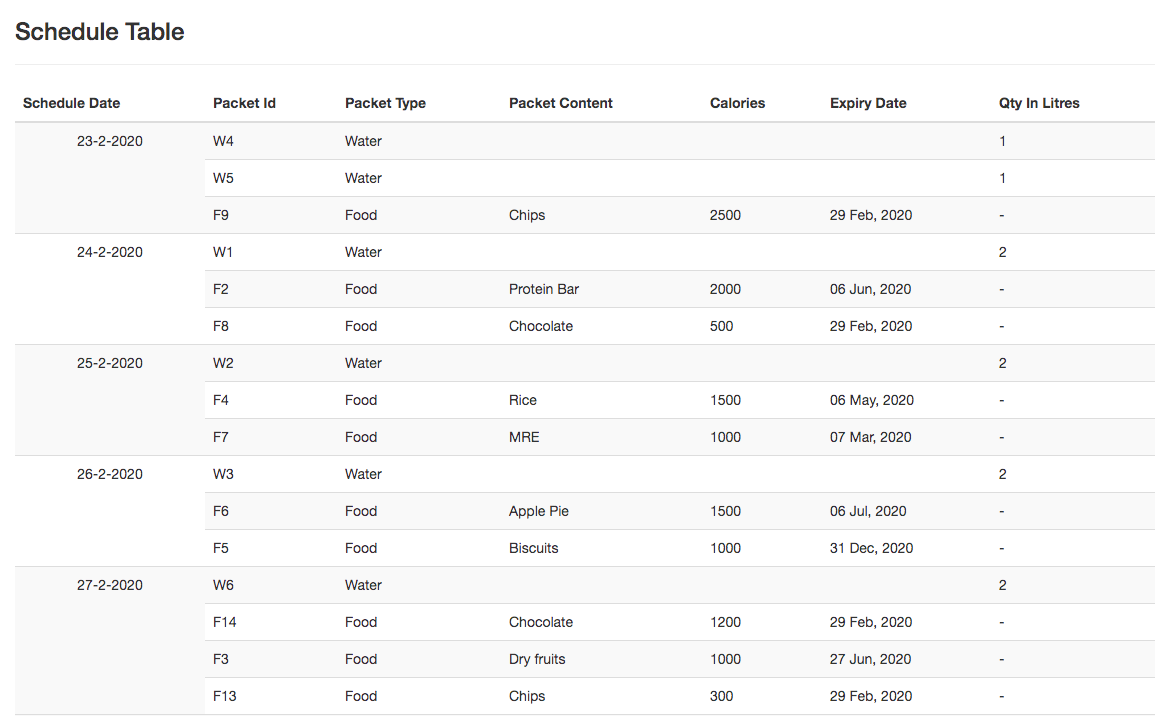 Schedule Table
Schedule Date Packet Id Packet Type Packet Content Calories Expiry Date Qty In Litres
23-2-2020 W4 Water 1
W5 Water 1
F9 Food Chips 2500 29 Feb, 2020 -
24-2-2020 W1 Water 2
F2 Food Protein Bar 2000 06 Jun, 2020 -
F8 Food Chocolate 500 29 Feb, 2020 -
25-2-2020 W2 Water 2
F4 Food Rice 1500 06 May, 2020 -
F7 Food MRE 1000 07 Mar, 2020 -
26-2-2020 W3 Water 2
F6 Food Apple Pie 1500 06 Jul, 2020 -
F5 Food Biscuits 1000 31 Dec, 2020 -
27-2-2020 W6 Water 2
F14 Food Chocolate 1200 29 Feb, 2020 -
F3 Food Dry fruits 1000 27 Jun, 2020 -
F13 Food Chips 300 29 Feb, 2020 -